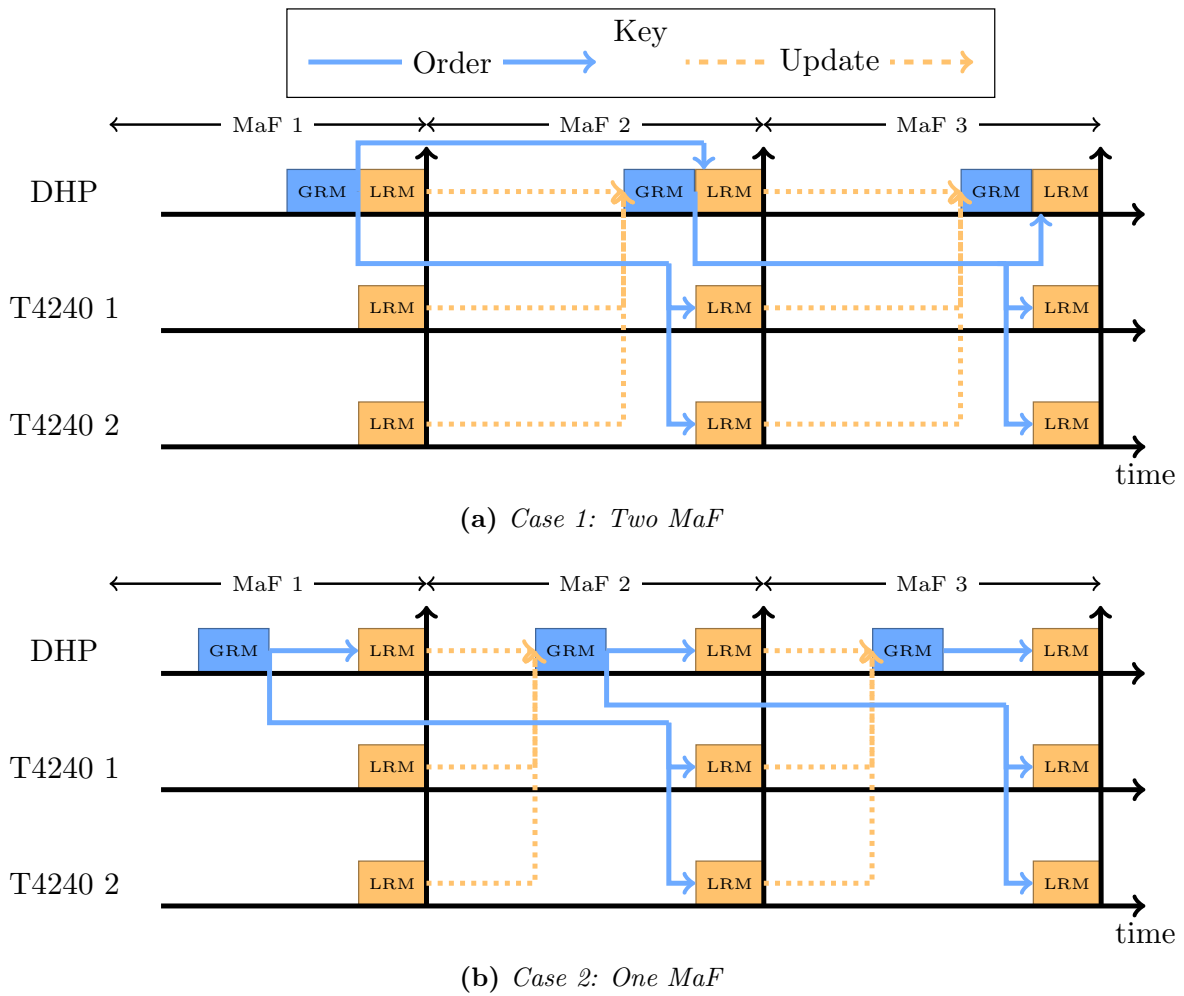 Key
Order Update
MaF 1 MaF 2 MaF 3
DHP GRM LRM GRM LRM GRM LRM
T4240 1 LRM LRM LRM
T4240 2 LRM LRM LRM
time
(a) Case 1: Two MaF
MaF 1 MaF 2 MaF 3
DHP GRM LRM GRM LRM GRM LRM
T4240 1 LRM LRM LRM
T4240 2 LRM LRM LRM
time
(b) Case 2: One MaF